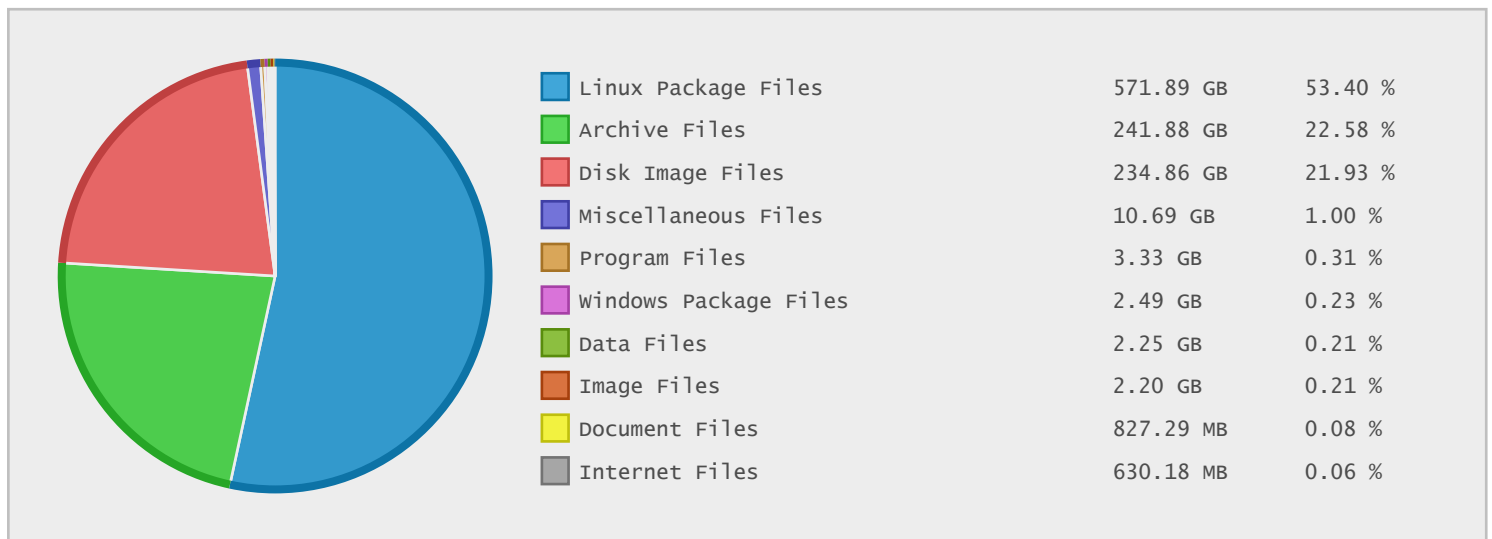 Linux Package Files 571.89 GB 53.40 %
Archive Files 241.88 GB 22.58 %
Disk Image Files 234.86 GB 21.93 %
Miscellaneous Files 10.69 GB 1.00 %
Program Files 3.33 GB 0.31 %
Windows Package Files 2.49 GB 0.23 %
Data Files 2.25 GB 0.21 %
Image Files 2.20 GB 0.21 %
Document Files 827.29 MB 0.08 %
Internet Files 630.18 MB 0.06 %